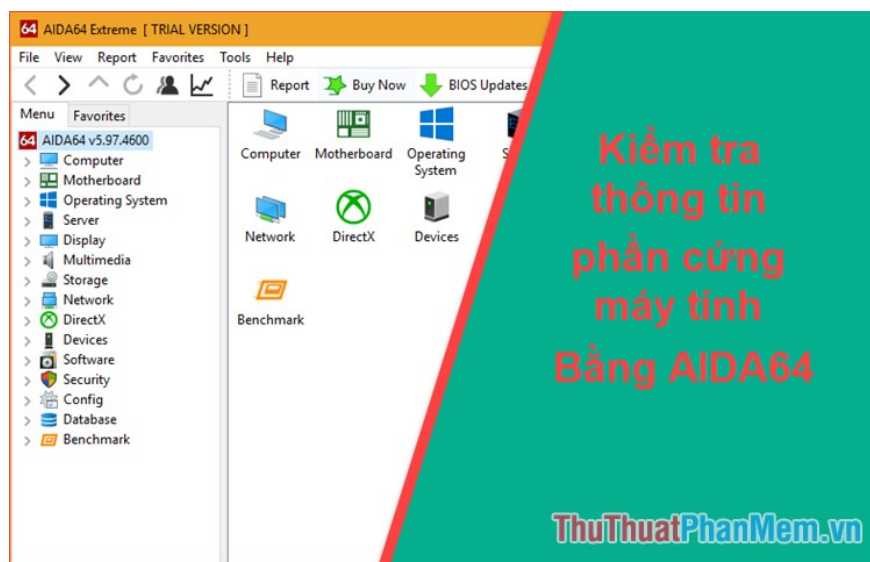 64 AIDA64 Extreme [ TRIAL VERSION ]
File View Report Favorites Tools Help
Report Buy Now BIOS Updates
Menu Favorites
64 AIDA64 v5.97.4600
Computer
Motherboard
Operating System
Server
Display
Multimedia
Storage
Network
DirectX
Devices
Software
Security
Config
Database
Benchmark
Computer Motherboard Operating
System
Network DirectX Devices
Benchmark
Kiểm tra
thông tin
phần cứng
máy tính
Bằng AIDA64
ThuThuatPhanMem.vn